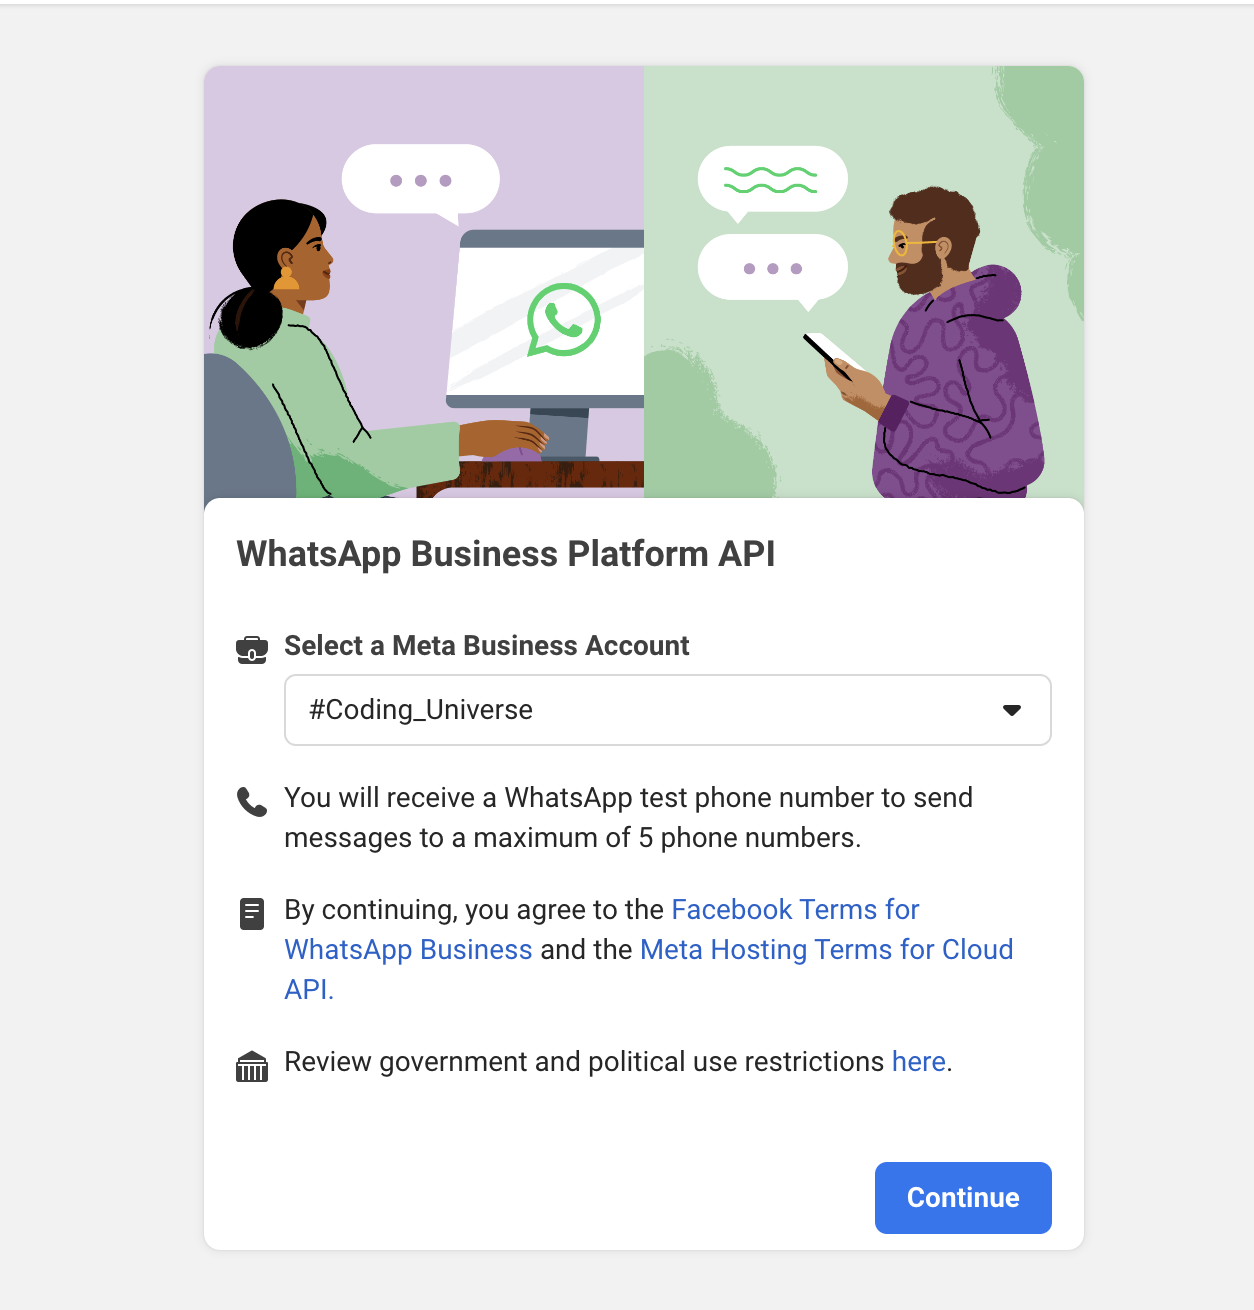 WhatsApp Business Platform API
Select a Meta Business Account
#Coding_Universe
You will receive a WhatsApp test phone number to send
messages to a maximum of 5 phone numbers.
By continuing, you agree to the Facebook Terms for
WhatsApp Business and the Meta Hosting Terms for Cloud
API.
Review government and political use restrictions here.
Continue